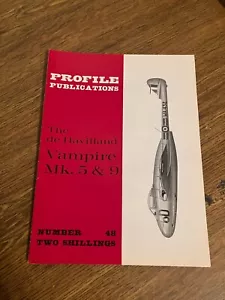 PROFILE
PUBLICATIONS
The
de Havilland
Vampire
Mk. 5 & 9
NUMBER 48
TWO SHILLINGS